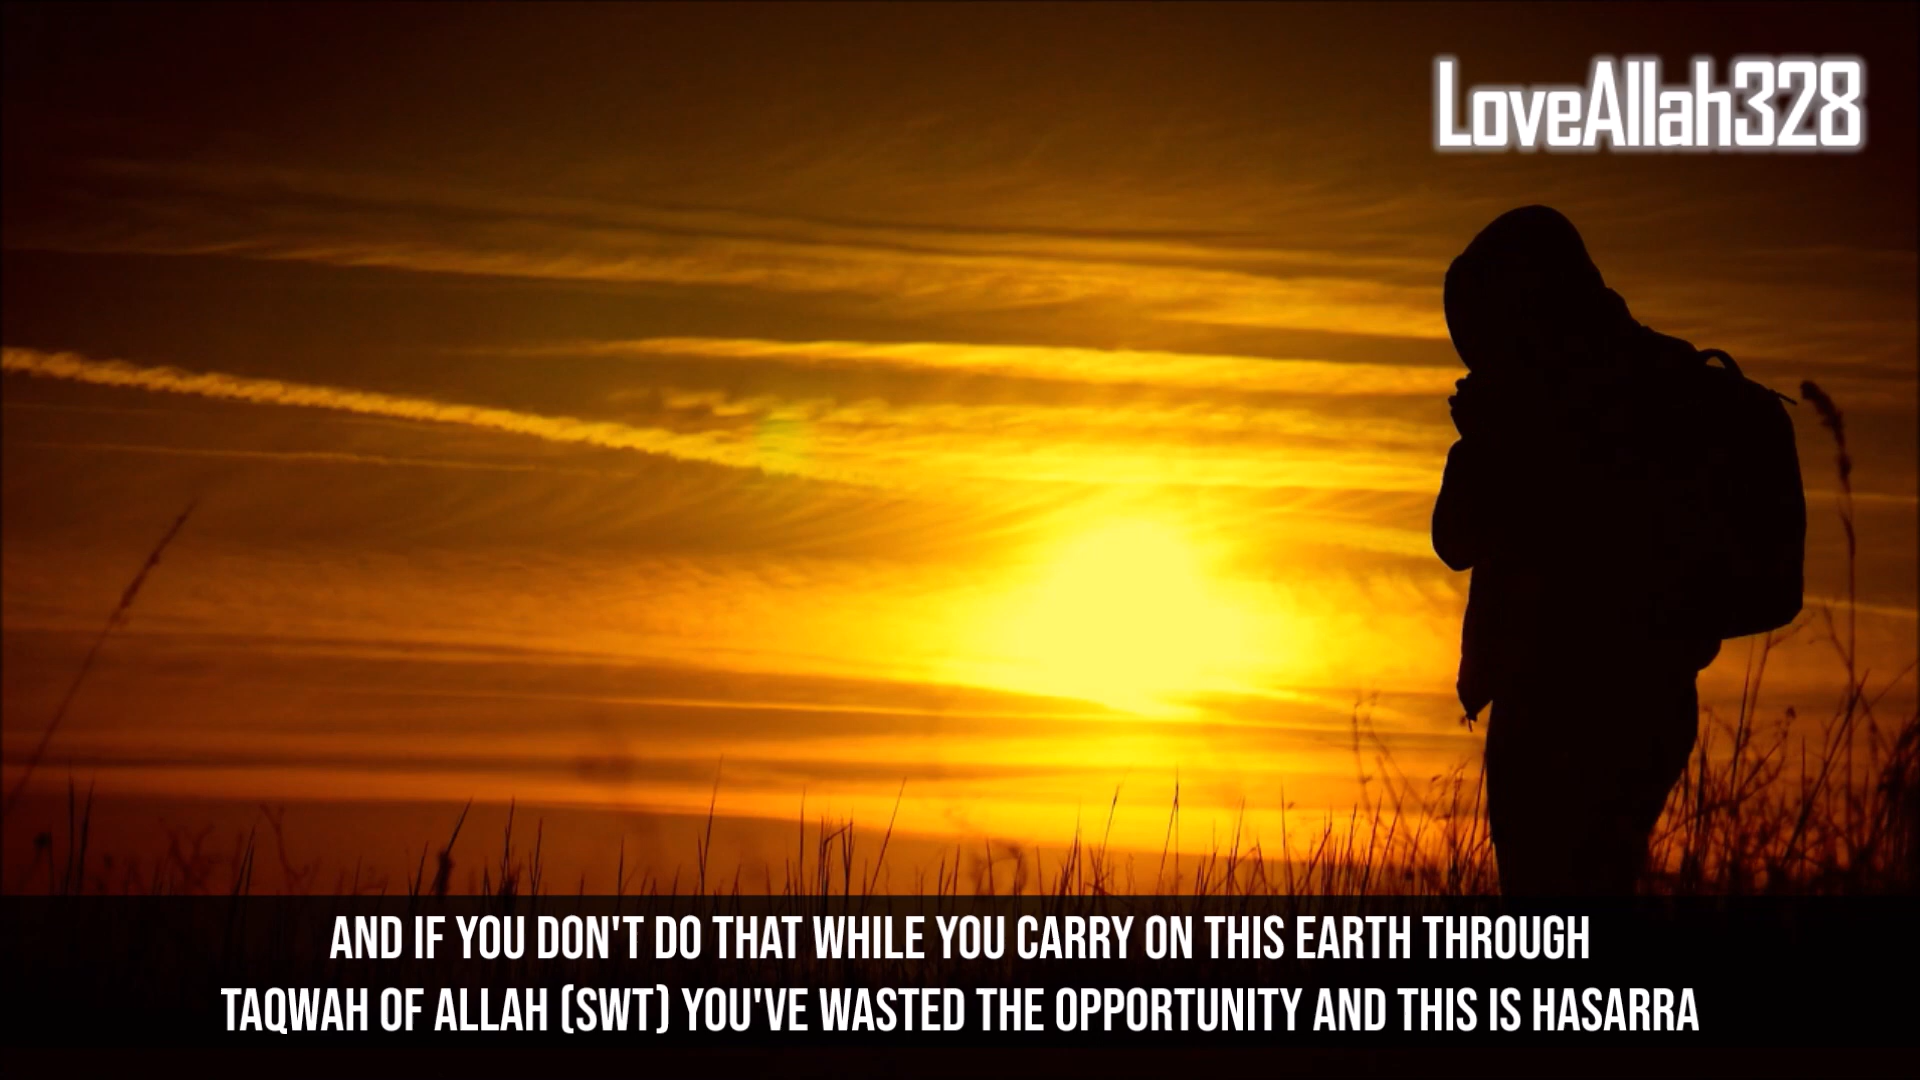 LoveAllah328
AND IF YOU DON'T DO THAT WHILE YOU CARRY ON THIS EARTH THROUGH
TAQWAH OF ALLAH (SWT) YOU'VE WASTED THE OPPORTUNITY AND THIS IS HASARRA